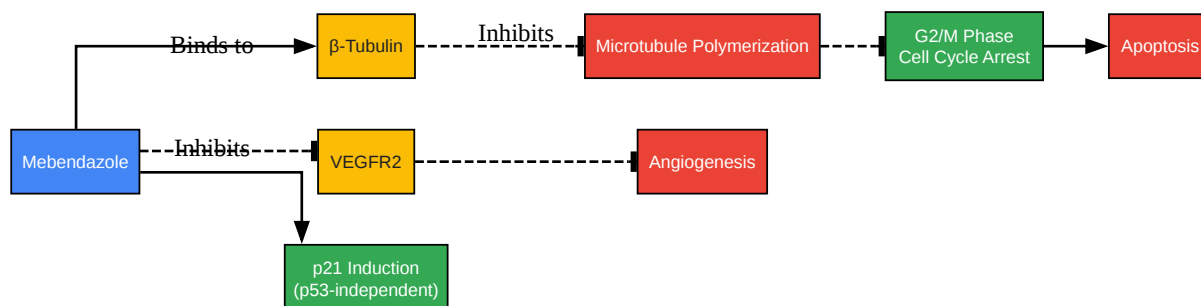 Binds to
β-Tubulin
Inhibits
Microtubule Polymerization
G2/M Phase
Cell Cycle Arrest
Apoptosis
Mebendazole
Inhibits
VEGFR2
Angiogenesis
p21 Induction
(p53-independent)